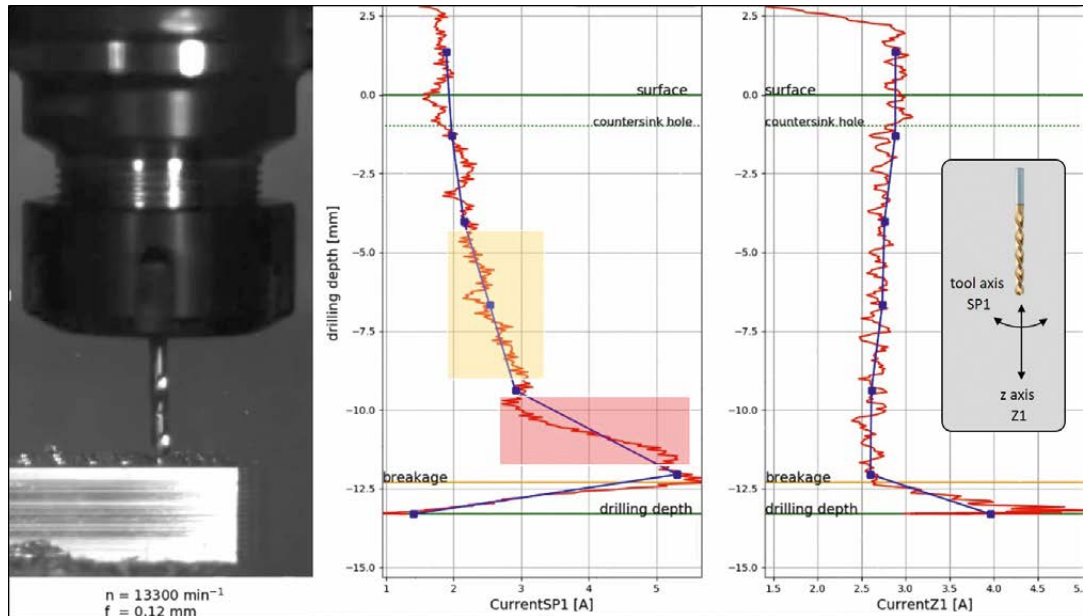 n = 13300 min⁻¹
f = 0.12 mm
drilling depth [mm]
2.5
0.0
−2.5
−5.0
−7.5
−10.0
−12.5
−15.0
surface
countersink hole
breakage
drilling depth
1
2
3
4
5
CurrentSP1 [A]
2.5
0.0
−2.5
−5.0
−7.5
−10.0
−12.5
−15.0
surface
countersink hole
breakage
drilling depth
1.5
2.0
2.5
3.0
3.5
4.0
4.5
5.0
CurrentZ1 [A]
tool axis
SP1
z axis
Z1